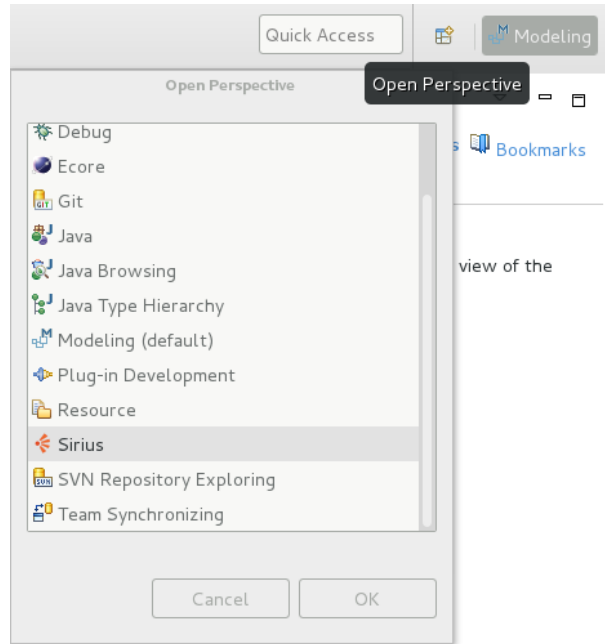 Quick Access
Modeling
Open Perspective
Open Perspective
Bookmarks
Debug
Ecore
Git
Java
Java Browsing
view of the
Java Type Hierarchy
Modeling (default)
Plug-in Development
Resource
Sirius
SVN Repository Exploring
Team Synchronizing
Cancel
OK